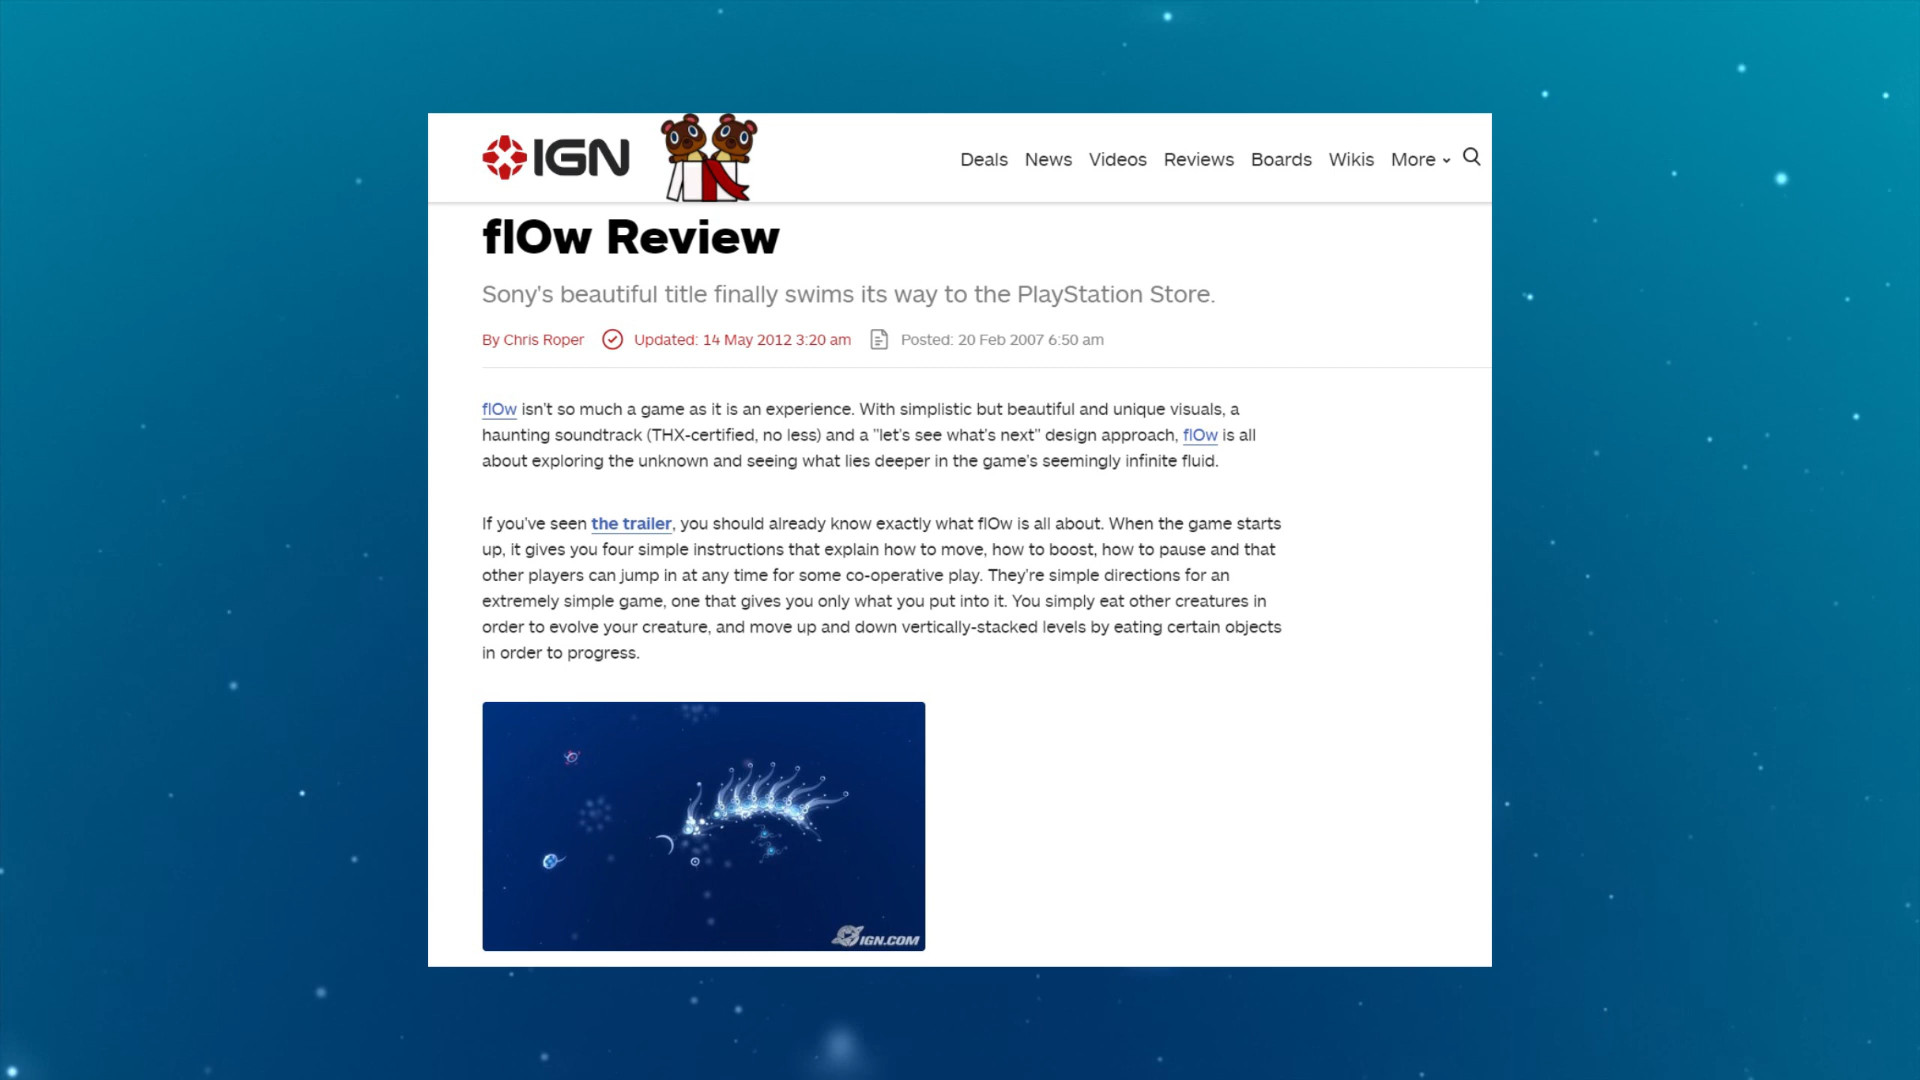 IGN
Deals News Videos Reviews Boards Wikis More
flOw Review
Sony's beautiful title finally swims its way to the PlayStation Store.
By Chris Roper Updated: 14 May 2012 3:20 am Posted: 20 Feb 2007 6:50 am
flOw isn't so much a game as it is an experience. With simplistic but beautiful and unique visuals, a
haunting soundtrack (THX-certified, no less) and a "let's see what's next" design approach, flOw is all
about exploring the unknown and seeing what lies deeper in the game's seemingly infinite fluid.
If you've seen the trailer, you should already know exactly what flOw is all about. When the game starts
up, it gives you four simple instructions that explain how to move, how to boost, how to pause and that
other players can jump in at any time for some co-operative play. They're simple directions for an
extremely simple game, one that gives you only what you put into it. You simply eat other creatures in
order to evolve your creature, and move up and down vertically-stacked levels by eating certain objects
in order to progress.
IGN.COM